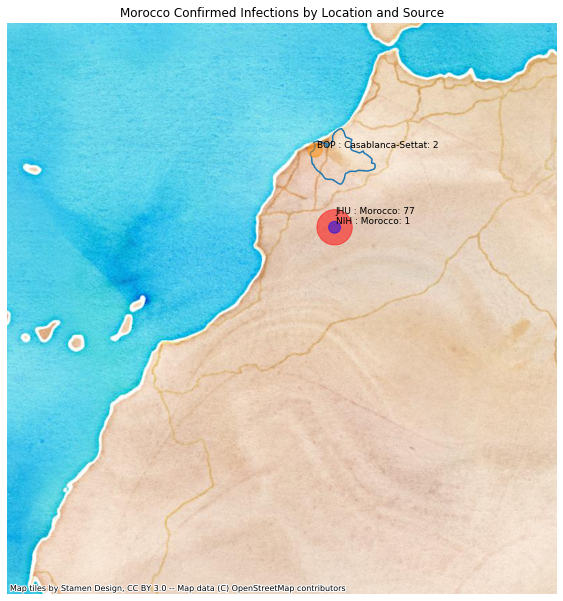 Morocco Confirmed Infections by Location and Source
BOP : Casablanca-Settat: 2
JHU : Morocco: 77
NIH : Morocco: 1
Map tiles by Stamen Design, CC BY 3.0 -- Map data (C) OpenStreetMap contributors